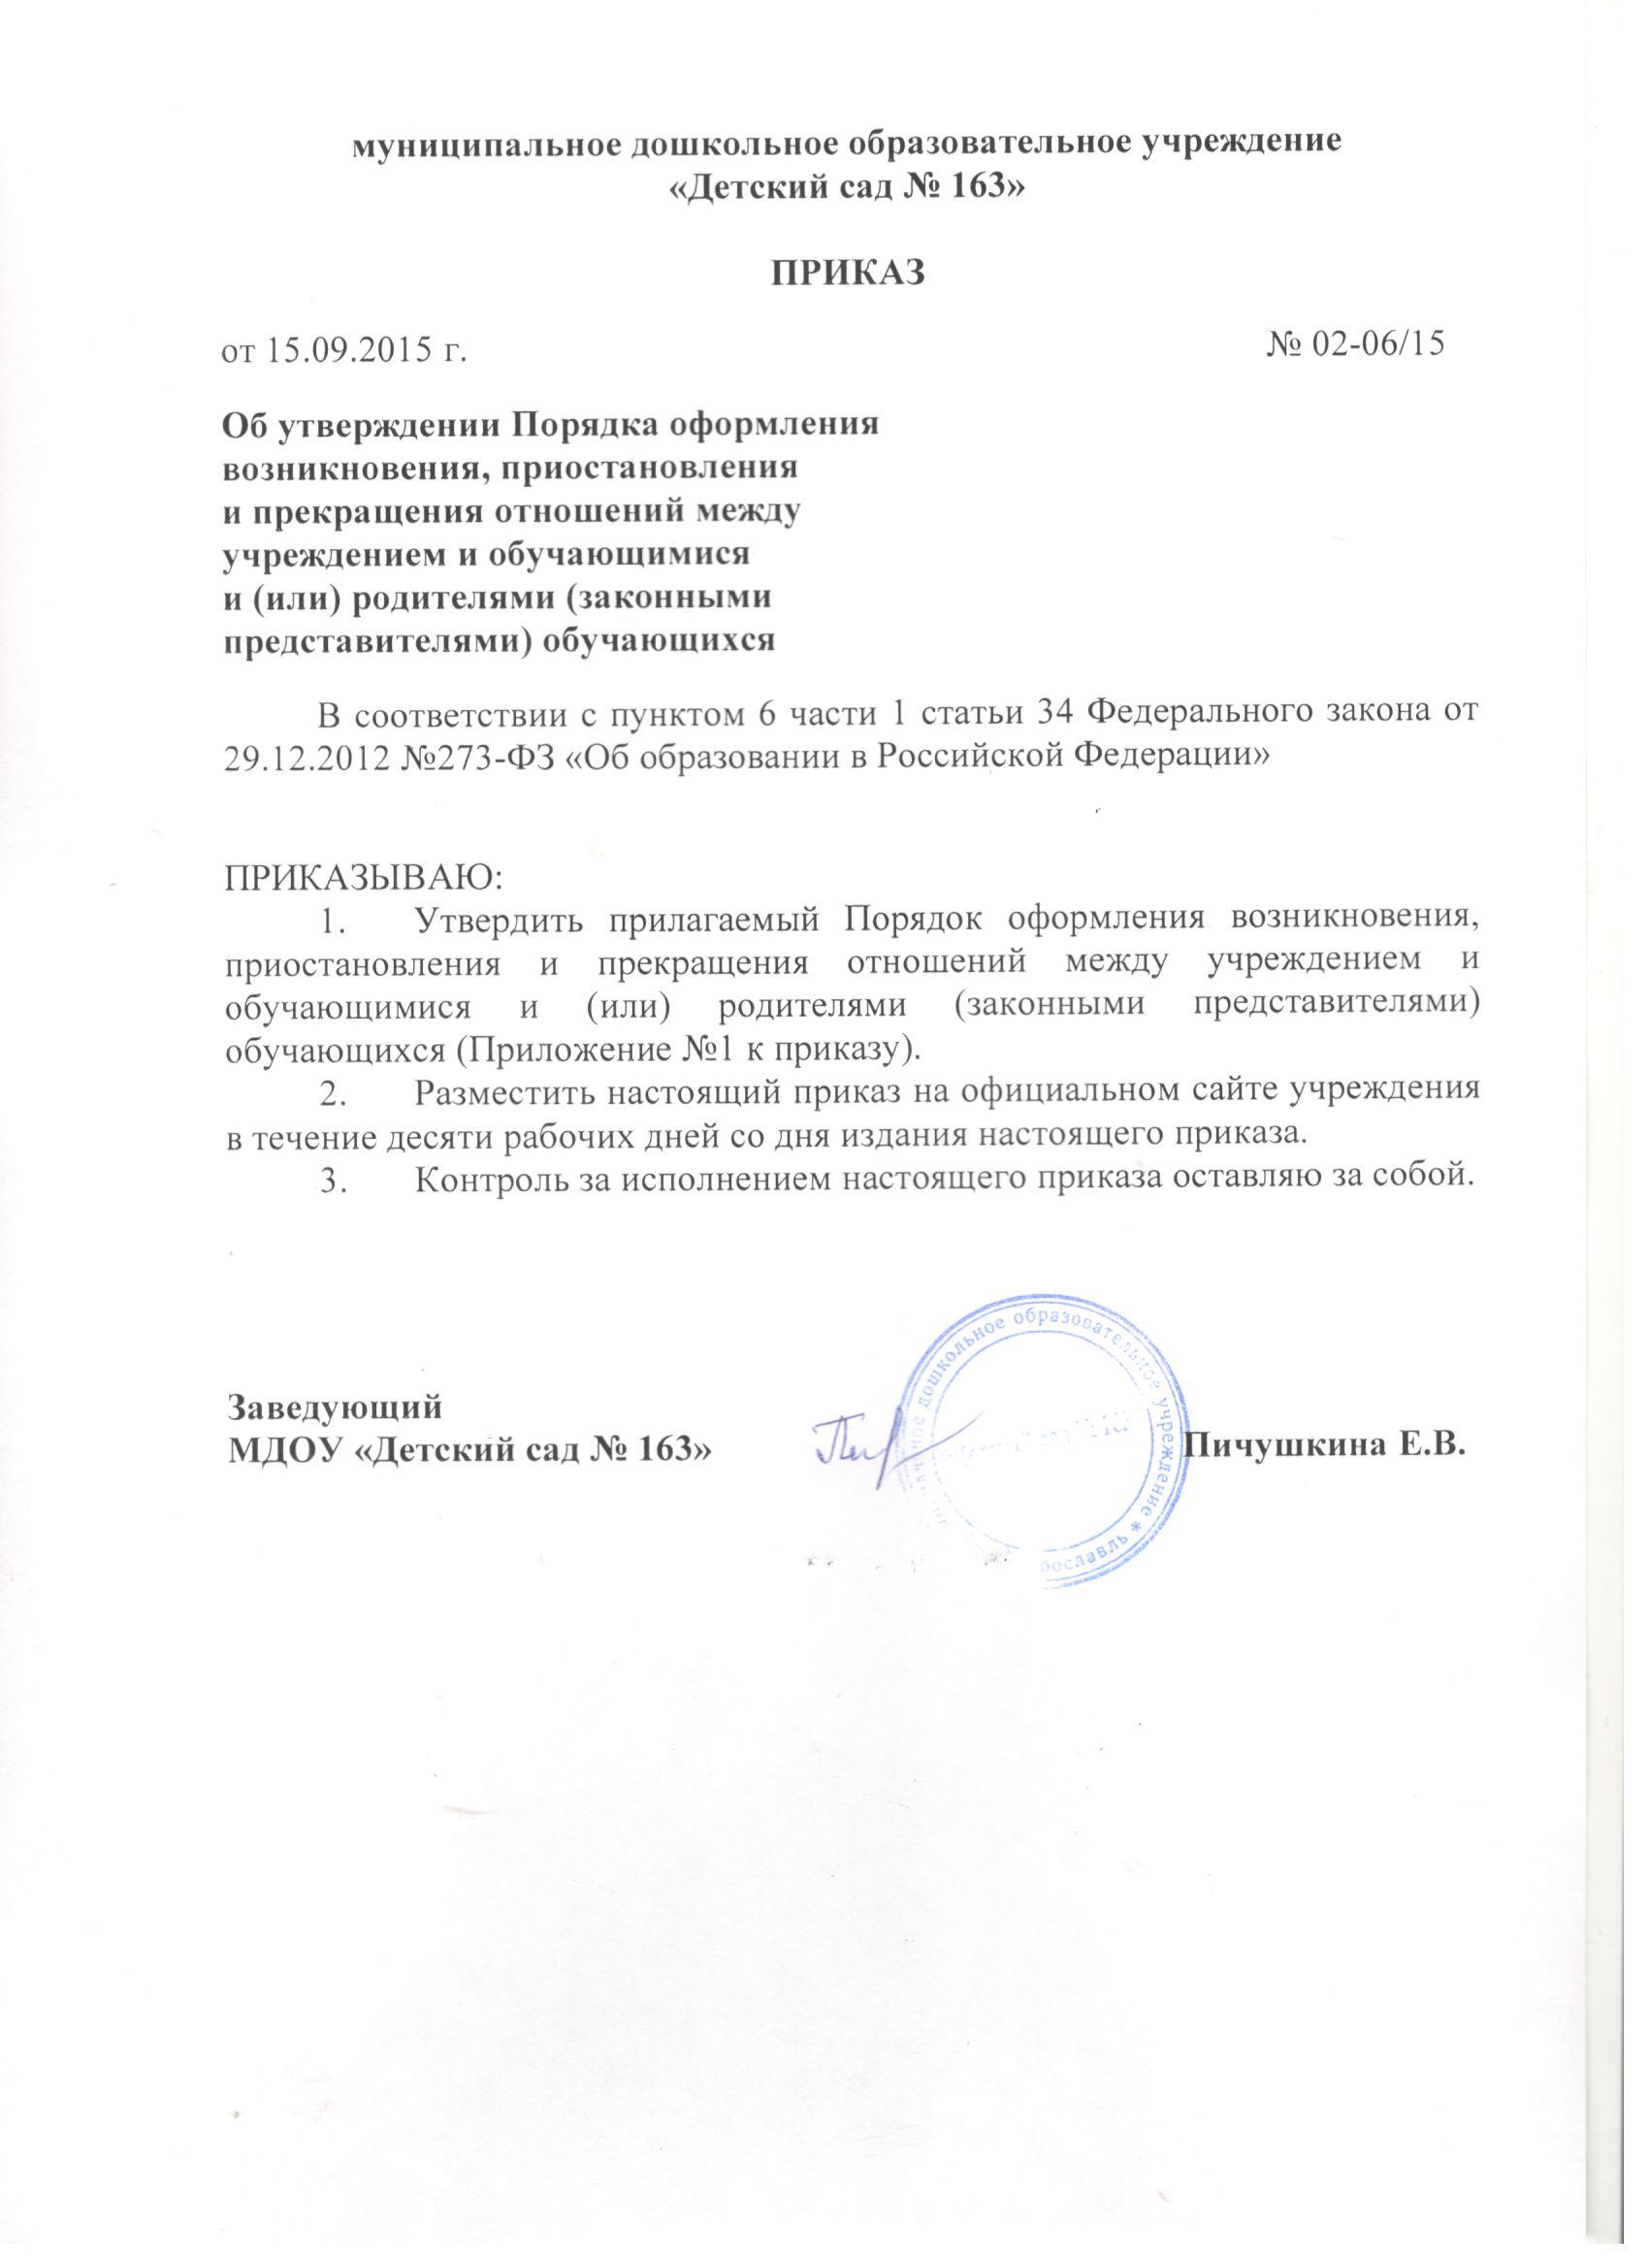 муниципальное дошкольное образовательное учреждение
«Детский сад № 163»
ПРИКАЗ
от 15.09.2015 г. № 02-06/15
Об утверждении Порядка оформления
возникновения, приостановления
и прекращения отношений между
учреждением и обучающимися
и (или) родителями (законными
представителями) обучающихся
В соответствии с пунктом 6 части 1 статьи 34 Федерального закона от
29.12.2012 №273-ФЗ «Об образовании в Российской Федерации»
ПРИКАЗЫВАЮ:
1. Утвердить прилагаемый Порядок оформления возникновения,
приостановления и прекращения отношений между учреждением и
обучающимися и (или) родителями (законными представителями)
обучающихся (Приложение №1 к приказу).
2. Разместить настоящий приказ на официальном сайте учреждения
в течение десяти рабочих дней со дня издания настоящего приказа.
3. Контроль за исполнением настоящего приказа оставляю за собой.
Заведующий
МДОУ «Детский сад № 163» Пичушкина Е.В.
дошкольное образовательное учреждение *